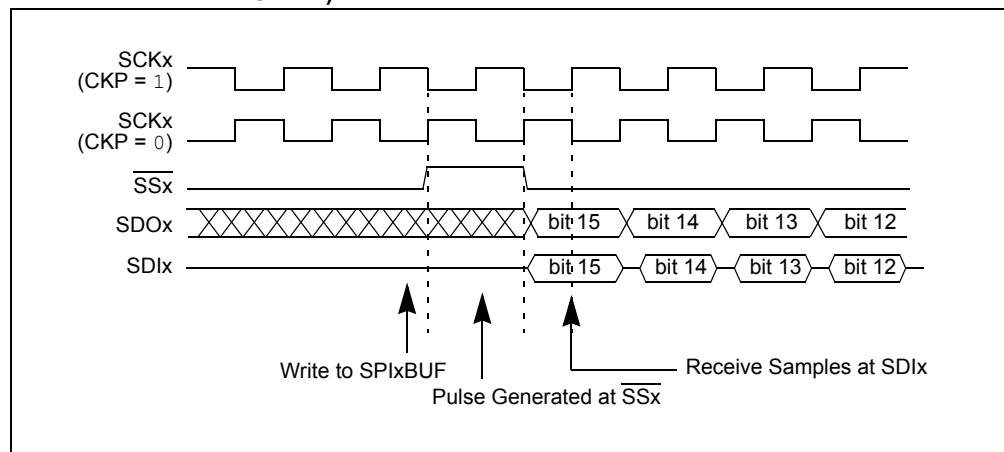 SCKx
(CKP = 1)
SCKx
(CKP = 0)
SSx
SDOx bit 15 bit 14 bit 13 bit 12
SDIx bit 15 bit 14 bit 13 bit 12
Write to SPIxBUF
Receive Samples at SDIx
Pulse Generated at SSx